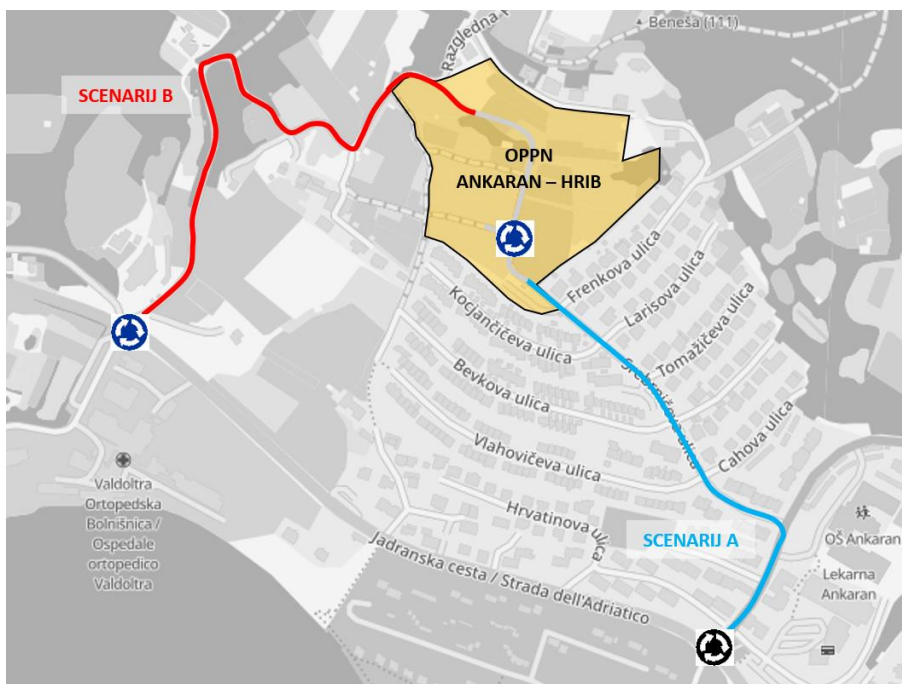 Razgledna
Beneša (111)
SCENARIJ B
OPPN
ANKARAN – HRIB
Frenkova ulica
Larisova ulica
Kocjančičeva ulica
Tomažičeva ulica
Srebrničeva ulica
Bevkova ulica
Cahova ulica
Vlahovičeva ulica
Valdoltra
Ortopedska
Bolnišnica /
Ospedale
ortopedico
Valdoltra
Hrvatinova ulica
SCENARIJ A
OŠ Ankaran
Jadranska cesta / Strada dell'Adriatico
Lekarna
Ankaran